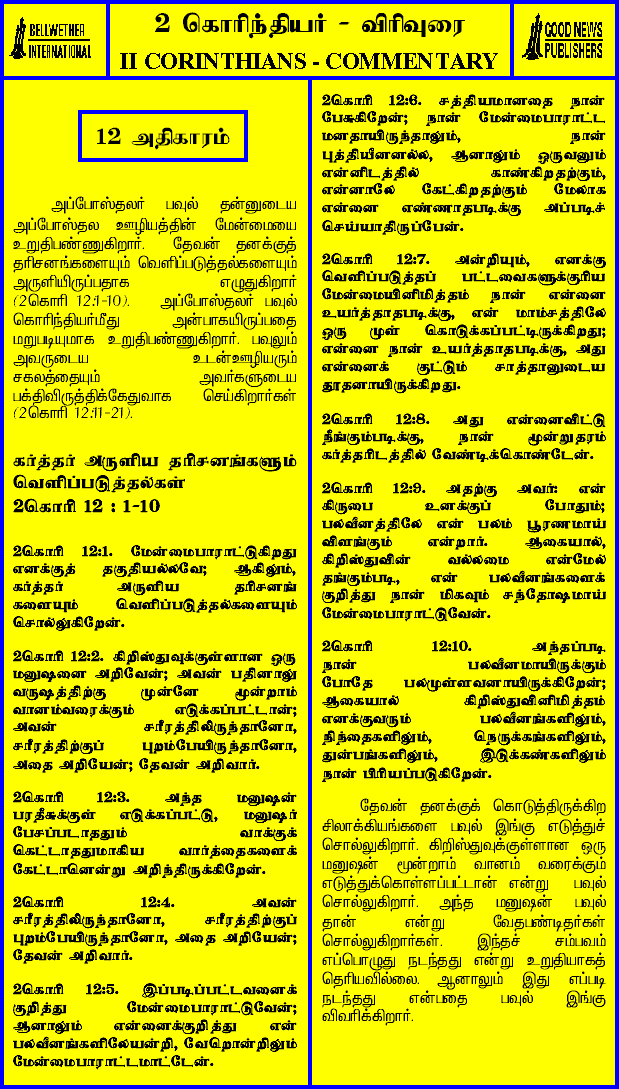 BELLWETHER
INTERNATIONAL
2 கொரிந்தியர் - விரிவுரை
II CORINTHIANS - COMMENTARY
GOOD NEWS
PUBLISHERS
12 அதிகாரம்
அப்போஸ்தலர் பவுல் தன்னுடைய
அப்போஸ்தல ஊழியத்தின் மேன்மையை
உறுதிபண்ணுகிறார். தேவன் தனக்குத்
தரிசனங்களையும் வெளிப்படுத்தல்களையும்
அருளியிருப்பதாக எழுதுகிறார்
(2கொரி 12:1-10). அப்போஸ்தலர் பவுல்
கொரிந்தியர்மீது அன்பாகயிருப்பதை
மறுபடியுமாக உறுதிபண்ணுகிறார். பவுலும்
அவருடைய உடன்ஊழியரும்
சகலத்தையும் அவர்களுடைய
பக்திவிருத்திக்கேதுவாக செய்கிறார்கள்
(2கொரி 12:11-21).
கர்த்தர் அருளிய தரிசனங்களும்
வெளிப்படுத்தல்கள்
2கொரி 12 : 1-10
2கொரி 12:1. மேன்மைபாராட்டுகிறது
எனக்குத் தகுதியல்லவே; ஆகிலும்,
கர்த்தர் அருளிய தரிசனங்
களையும் வெளிப்படுத்தல்களையும்
சொல்லுகிறேன்.
2கொரி 12:2. கிறிஸ்துவுக்குள்ளான ஒரு
மனுஷனை அறிவேன்; அவன் பதினாலு
வருஷத்திற்கு முன்னே மூன்றாம்
வானம்வரைக்கும் எடுக்கப்பட்டான்;
அவன் சரீரத்திலிருந்தானோ,
சரீரத்திற்குப் புறம்பேயிருந்தானோ,
அதை அறியேன்; தேவன் அறிவார்.
2கொரி 12:3. அந்த மனுஷன்
பரதீசுக்குள் எடுக்கப்பட்டு, மனுஷர்
பேசப்படாததும் வாக்குக்
கெட்டாததுமாகிய வார்த்தைகளைக்
கேட்டானென்று அறிந்திருக்கிறேன்.
2கொரி 12:4. அவன்
சரீரத்திலிருந்தானோ, சரீரத்திற்குப்
புறம்பேயிருந்தானோ, அதை அறியேன்;
தேவன் அறிவார்.
2கொரி 12:5. இப்படிப்பட்டவனைக்
குறித்து மேன்மைபாராட்டுவேன்;
ஆனாலும் என்னைக்குறித்து என்
பலவீனங்களிலேயன்றி, வேறொன்றிலும்
மேன்மைபாராட்டமாட்டேன்.
2கொரி 12:6. சத்தியமானதை நான்
பேசுகிறேன்; நான் மேன்மைபாராட்ட
மனதாயிருந்தாலும், நான்
புத்தியீனனல்ல, ஆனாலும் ஒருவனும்
என்னிடத்தில் காண்கிறதற்கும்,
என்னாலே கேட்கிறதற்கும் மேலாக
என்னை எண்ணாதபடிக்கு அப்படிச்
செய்யாதிருப்பேன்.
2கொரி 12:7. அன்றியும், எனக்கு
வெளிப்படுத்தப் பட்டவைகளுக்குரிய
மேன்மையினிமித்தம் நான் என்னை
உயர்த்தாதபடிக்கு, என் மாம்சத்திலே
ஒரு முள் கொடுக்கப்பட்டிருக்கிறது;
என்னை நான் உயர்த்தாதபடிக்கு, அது
என்னைக் குட்டும் சாத்தானுடைய
தூதனாயிருக்கிறது.
2கொரி 12:8. அது என்னைவிட்டு
நீங்கும்படிக்கு, நான் மூன்றுதரம்
கர்த்தரிடத்தில் வேண்டிக்கொண்டேன்.
2கொரி 12:9. அதற்கு அவர்: என்
கிருபை உனக்குப் போதும்;
பலவீனத்திலே என் பலம் பூரணமாய்
விளங்கும் என்றார். ஆகையால்,
கிறிஸ்துவின் வல்லமை என்மேல்
தங்கும்படி, என் பலவீனங்களைக்
குறித்து நான் மிகவும் சந்தோஷமாய்
மேன்மைபாராட்டுவேன்.
2கொரி 12:10. அந்தப்படி
நான் பலவீனமாயிருக்கும்
போதே பலமுள்ளவனாயிருக்கிறேன்;
ஆகையால் கிறிஸ்துவினிமித்தம்
எனக்குவரும் பலவீனங்களிலும்,
நிந்தைகளிலும், நெருக்கங்களிலும்,
துன்பங்களிலும், இடுக்கண்களிலும்
நான் பிரியப்படுகிறேன்.
தேவன் தனக்குக் கொடுத்திருக்கிற
சிலாக்கியங்களை பவுல் இங்கு எடுத்துச்
சொல்லுகிறார். கிறிஸ்துவுக்குள்ளான ஒரு
மனுஷன் மூன்றாம் வானம் வரைக்கும்
எடுத்துக்கொள்ளப்பட்டான் என்று பவுல்
சொல்லுகிறார். அந்த மனுஷன் பவுல்
தான் என்று வேதபண்டிதர்கள்
சொல்லுகிறார்கள். இந்தச் சம்பவம்
எப்பொழுது நடந்தது என்று உறுதியாகத்
தெரியவில்லை. ஆனாலும் இது எப்படி
நடந்தது என்பதை பவுல் இங்கு
விவரிக்கிறார்.